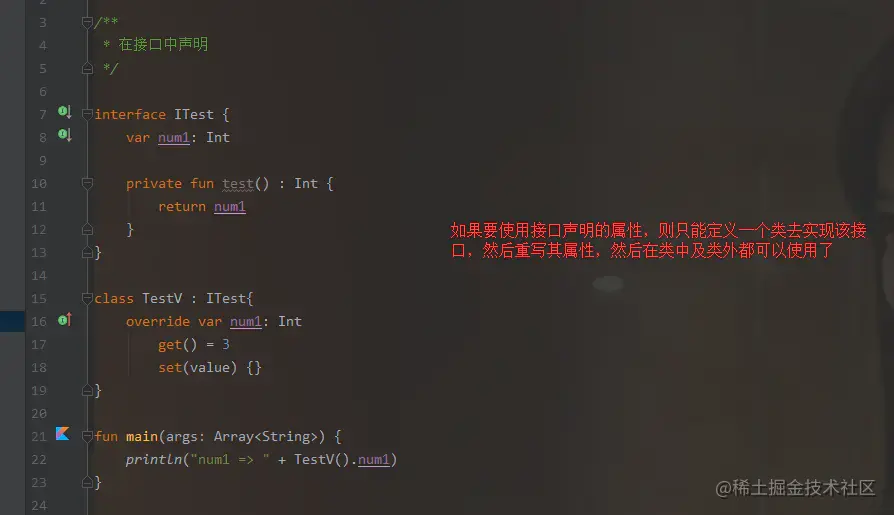 3 /**
4 * 在接口中声明
5 */
6
7 interface ITest {
8 var num1: Int
9
10 private fun test() : Int {
11 return num1
12 }
13 }
14
15 class TestV : ITest{
16 override var num1: Int
17 get() = 3
18 set(value) {}
19 }
20
21 fun main(args: Array<String>) {
22 println("num1 => " + TestV().num1)
23 }
24
如果要使用接口声明的属性，则只能定义一个类去实现该接
口，然后重写其属性，然后在类中及类外都可以使用了
@稀土掘金技术社区